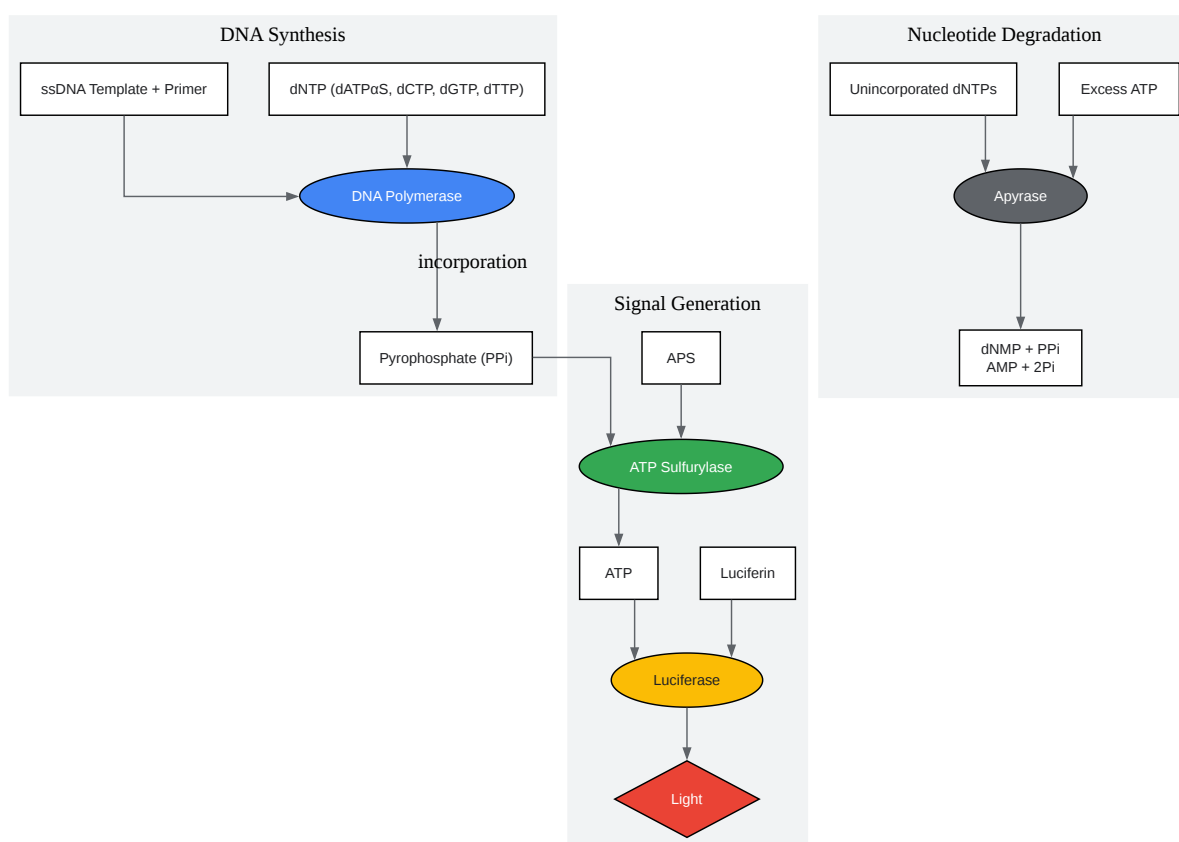 DNA Synthesis
ssDNA Template + Primer
dNTP (dATPαS, dCTP, dGTP, dTTP)
DNA Polymerase
incorporation
Pyrophosphate (PPi)
Signal Generation
APS
ATP Sulfurylase
ATP
Luciferin
Luciferase
Light
Nucleotide Degradation
Unincorporated dNTPs
Excess ATP
Apyrase
dNMP + PPi
AMP + 2Pi